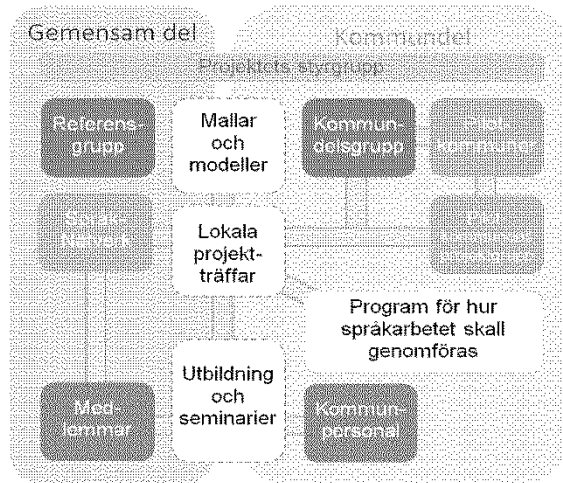 Gemensam del
Kommundel
Projektets styrgrupp
Referens-
grupp
Mallar
och
modeller
Kommun-
delsgrupp
Pilot-
kommuner
Språk-
Nätverk
Lokala
projekt-
träffar
Program för hur
språkarbetet skall
genomföras
Utbildning
och
seminarier
Med-
lemmar
Kommun-
personal